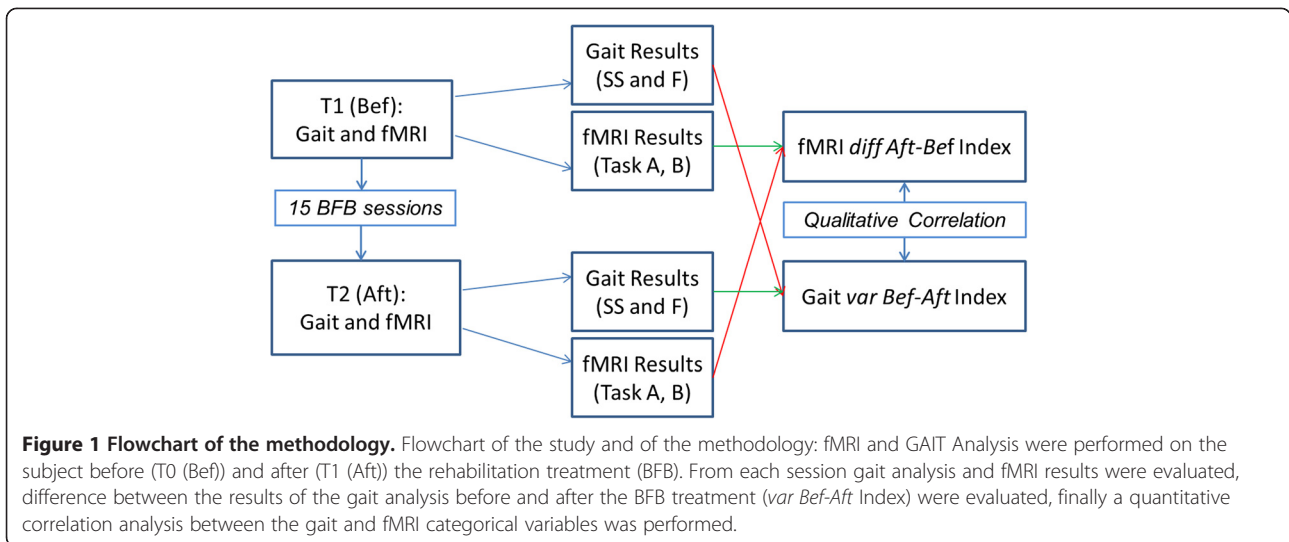 T1 (Bef):
Gait and fMRI
15 BFB sessions
T2 (Aft):
Gait and fMRI
Gait Results
(SS and F)
fMRI Results
(Task A, B)
Gait Results
(SS and F)
fMRI Results
(Task A, B)
fMRI diff Aft-Bef Index
Qualitative Correlation
Gait var Bef-Aft Index
Figure 1 Flowchart of the methodology. Flowchart of the study and of the methodology: fMRI and GAIT Analysis were performed on the
subject before (T0 (Bef)) and after (T1 (Aft)) the rehabilitation treatment (BFB). From each session gait analysis and fMRI results were evaluated,
difference between the results of the gait analysis before and after the BFB treatment (var Bef-Aft Index) were evaluated, finally a quantitative
correlation analysis between the gait and fMRI categorical variables was performed.